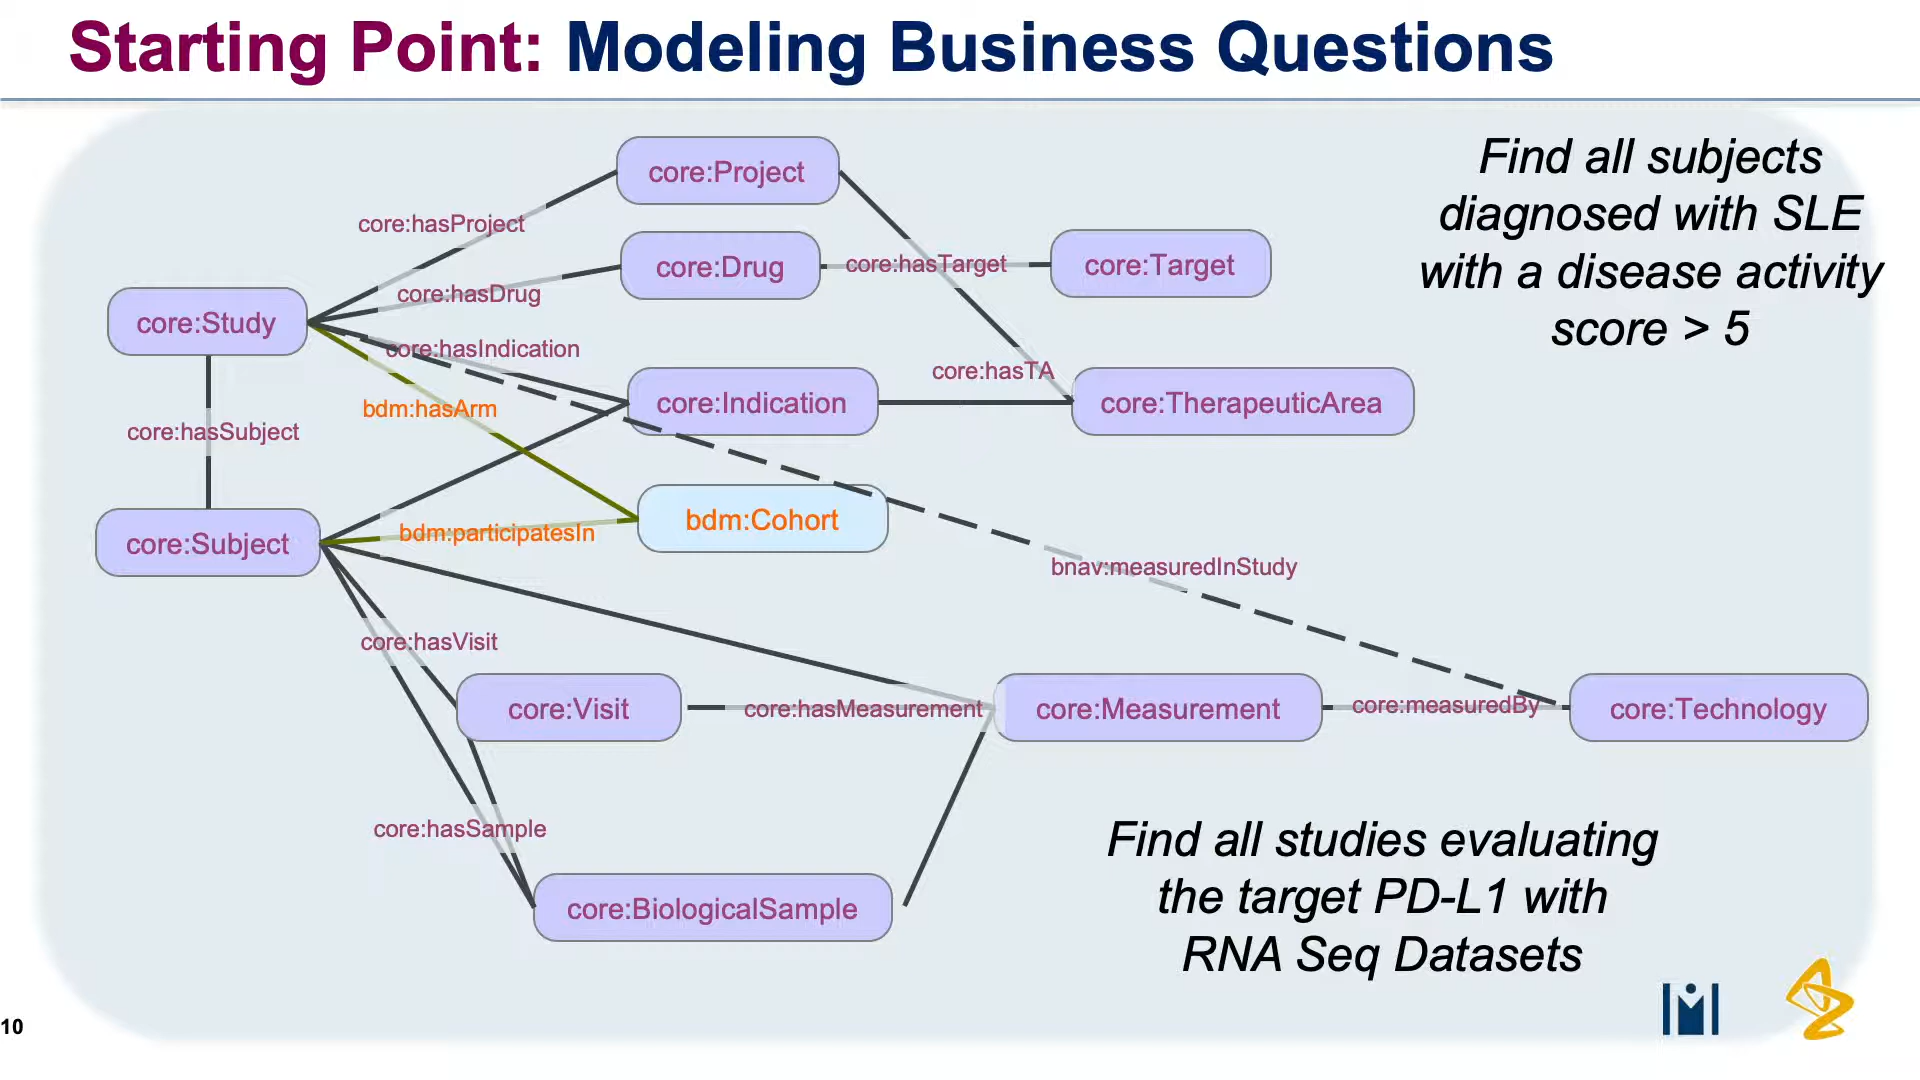 Starting Point: Modeling Business Questions
core:Project
Find all subjects
diagnosed with SLE
with a disease activity
score > 5
core:hasProject
core:Drug
core:hasTarget
core:Target
core:hasDrug
core:Study
core:hasIndication
core:hasTA
core:Indication
core:TherapeuticArea
bdm:hasArm
core:hasSubject
bdm:Cohort
bdm:participatesIn
core:Subject
bnav:measuredInStudy
core:hasVisit
core:Visit
core:hasMeasurement
core:Measurement
core:measuredBy
core:Technology
core:hasSample
Find all studies evaluating
the target PD-L1 with
RNA Seq Datasets
core:BiologicalSample
10